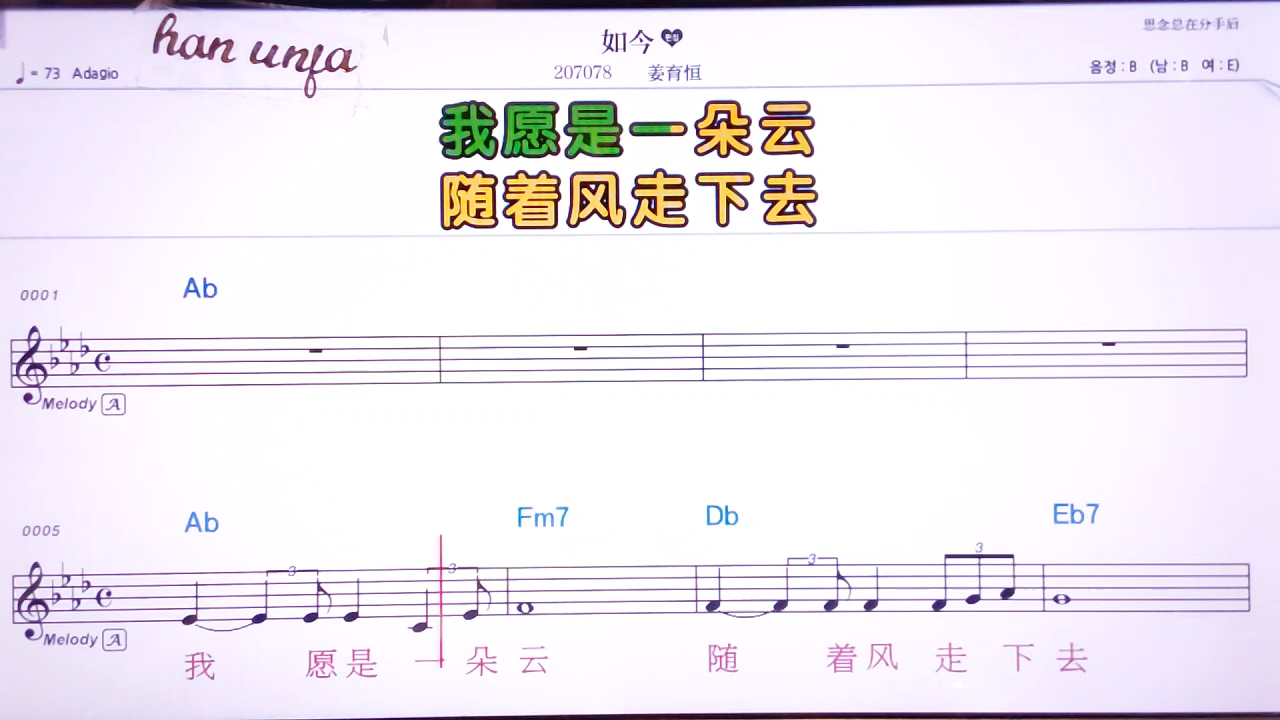 han unfa
如今
思念总在分手后
♩= 73 Adagio
207078 姜育恒
음정 : B (남 : B 여 : E)
我愿是一朵云
随着风走下去
0001
Ab
Melody A
0005
Ab Fm7 Db Eb7
3 3 3 3
Melody A
我 愿是 一 朵 云 随 着风 走 下 去